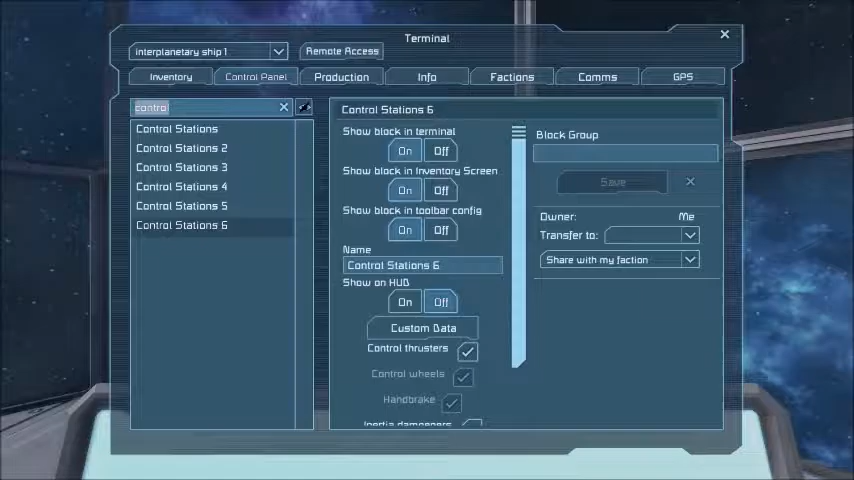 Terminal
interplanetary ship 1
Remote Access
Inventory
Control Panel
Production
Info
Factions
Comms
GPS
control
Control Stations
Control Stations 2
Control Stations 3
Control Stations 4
Control Stations 5
Control Stations 6
Control Stations 6
Show block in terminal
On Off
Show block in Inventory Screen
On Off
Show block in toolbar config
On Off
Name
Control Stations 6
Show on HUD
On Off
Custom Data
Control thrusters
Control wheels
Handbrake
Inertia dampeners
Block Group
Save
Owner: Me
Transfer to:
Share with my faction